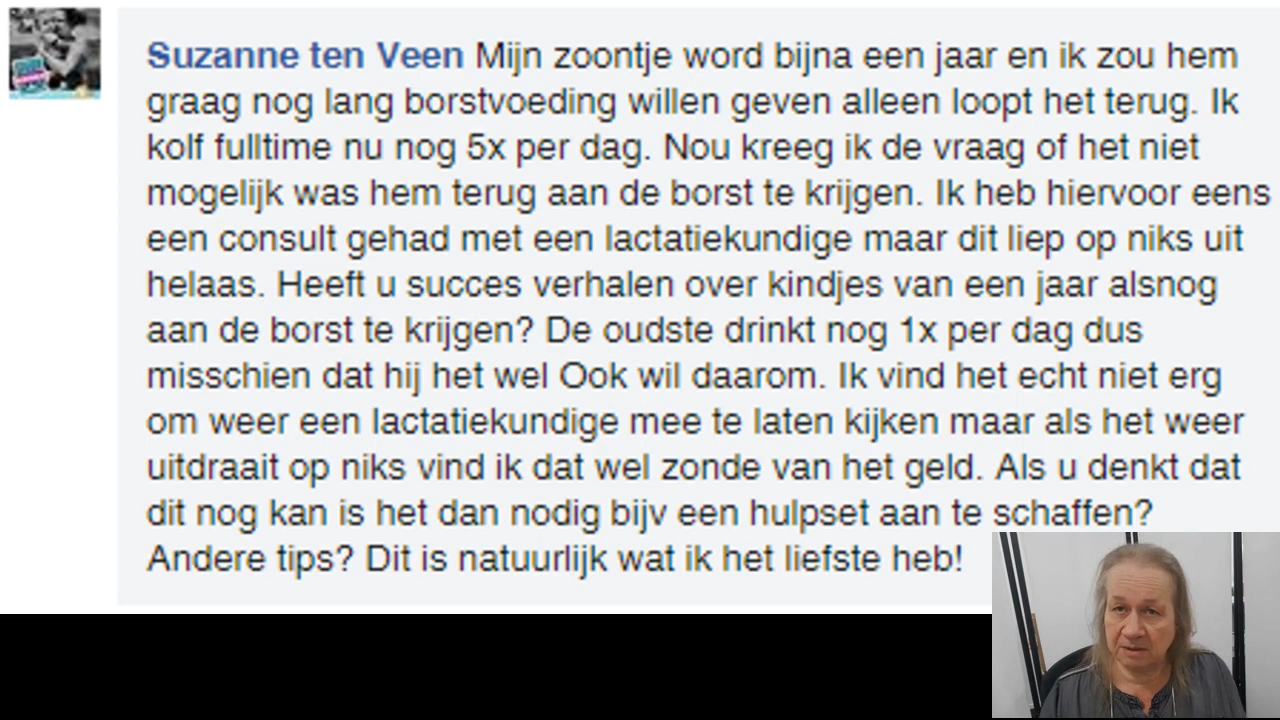 Suzanne ten Veen Mijn zoontje word bijna een jaar en ik zou hem
graag nog lang borstvoeding willen geven alleen loopt het terug. Ik
kolf fulltime nu nog 5x per dag. Nou kreeg ik de vraag of het niet
mogelijk was hem terug aan de borst te krijgen. Ik heb hiervoor eens
een consult gehad met een lactatiekundige maar dit liep op niks uit
helaas. Heeft u succes verhalen over kindjes van een jaar alsnog
aan de borst te krijgen? De oudste drinkt nog 1x per dag dus
misschien dat hij het wel Ook wil daarom. Ik vind het echt niet erg
om weer een lactatiekundige mee te laten kijken maar als het weer
uitdraait op niks vind ik dat wel zonde van het geld. Als u denkt dat
dit nog kan is het dan nodig bijv een hulpset aan te schaffen?
Andere tips? Dit is natuurlijk wat ik het liefste heb!